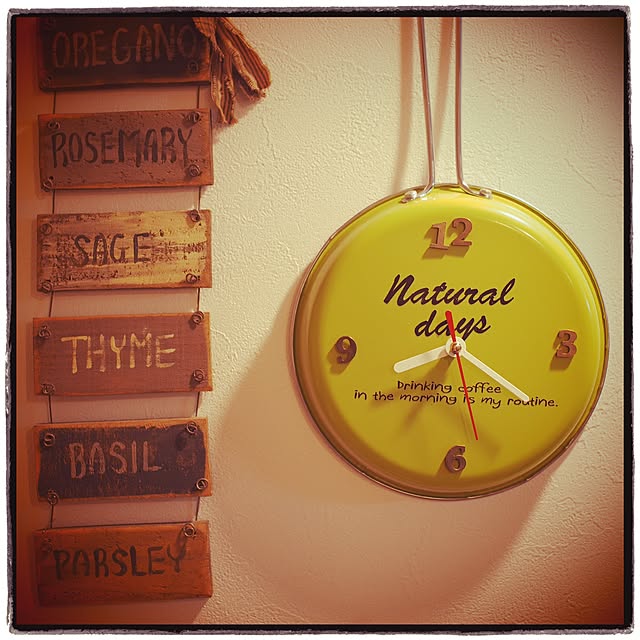 OREGANO
ROSEMARY
SAGE
THYME
BASIL
PARSLEY
12
Natural
days
9
3
Drinking coffee
in the morning is my routine.
6